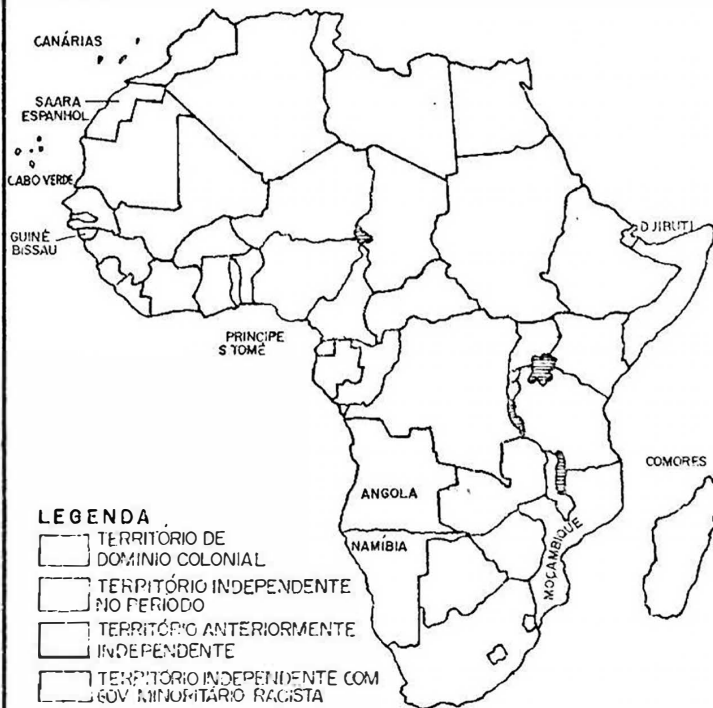 CANÁRIAS
SAARA
ESPANHOL
CABO VERDE
GUINÉ
BISSAU
DJIBUTI
PRINCIPE
S TOMÉ
COMORES
ANGOLA
NAMÍBIA
MOÇAMBIQUE
LEGENDA
TERRITÓRIO DE
DOMINIO COLONIAL
TERRITÓRIO INDEPENDENTE
NO PERIODO
TERRITÓRIO ANTERIORMENTE
INDEPENDENTE
TERRITÓRIO INDEPENDENTE COM
GOV MINORITÁRIO RACISTA